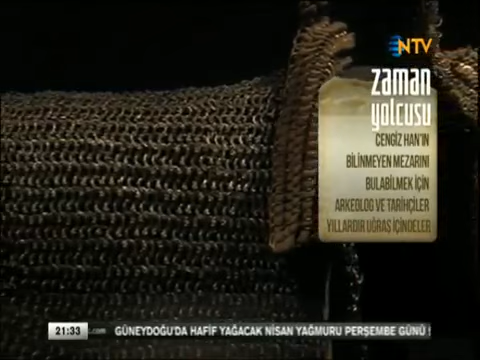 NTV
zaman
yolcusu
CENGİZ HAN'IN
BİLİNMEYEN MEZARINI
BULABİLMEK İÇİN
ARKEOLOG VE TARİHÇİLER
YILLARDIR UĞRAŞ İÇİNDELER
21:33 .com GÜNEYDOĞU'DA HAFİF YAĞACAK NİSAN YAĞMURU PERŞEMBE GÜNÜ